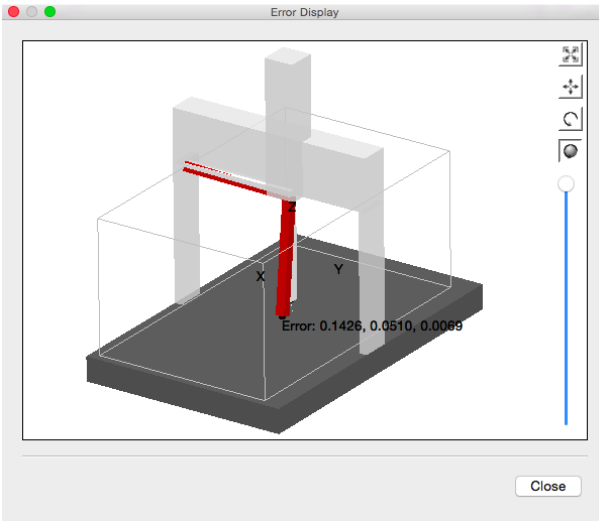 Error Display
Z
X
Y
Error: 0.1426, 0.0510, 0.0069
Close